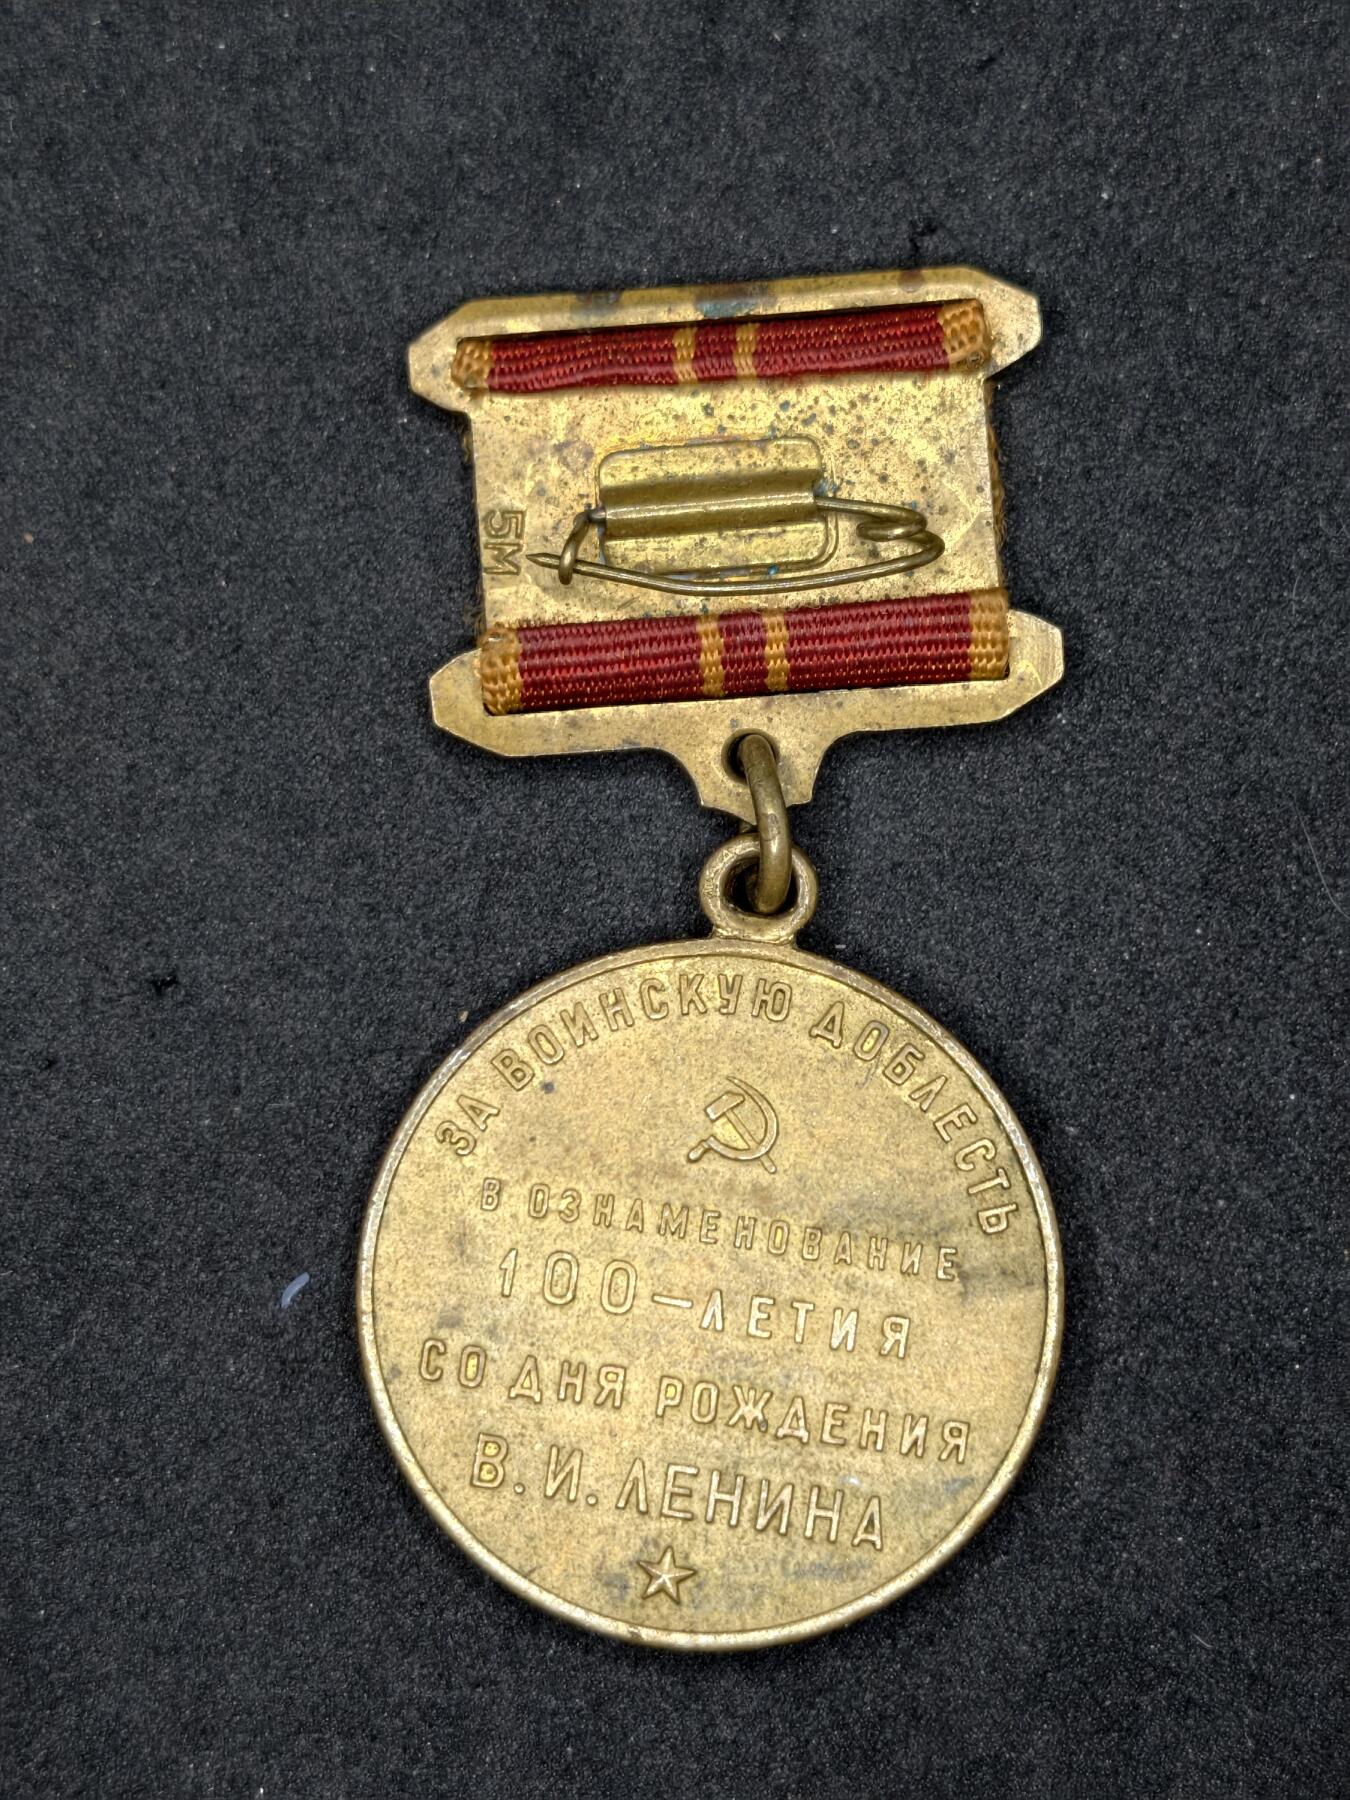 5М
ЗА ВОИНСКУЮ ДОБЛЕСТЬ
В ОЗНАМЕНОВАНИЕ
100-ЛЕТИЯ
СО ДНЯ РОЖДЕНИЯ
В. И. ЛЕНИНА